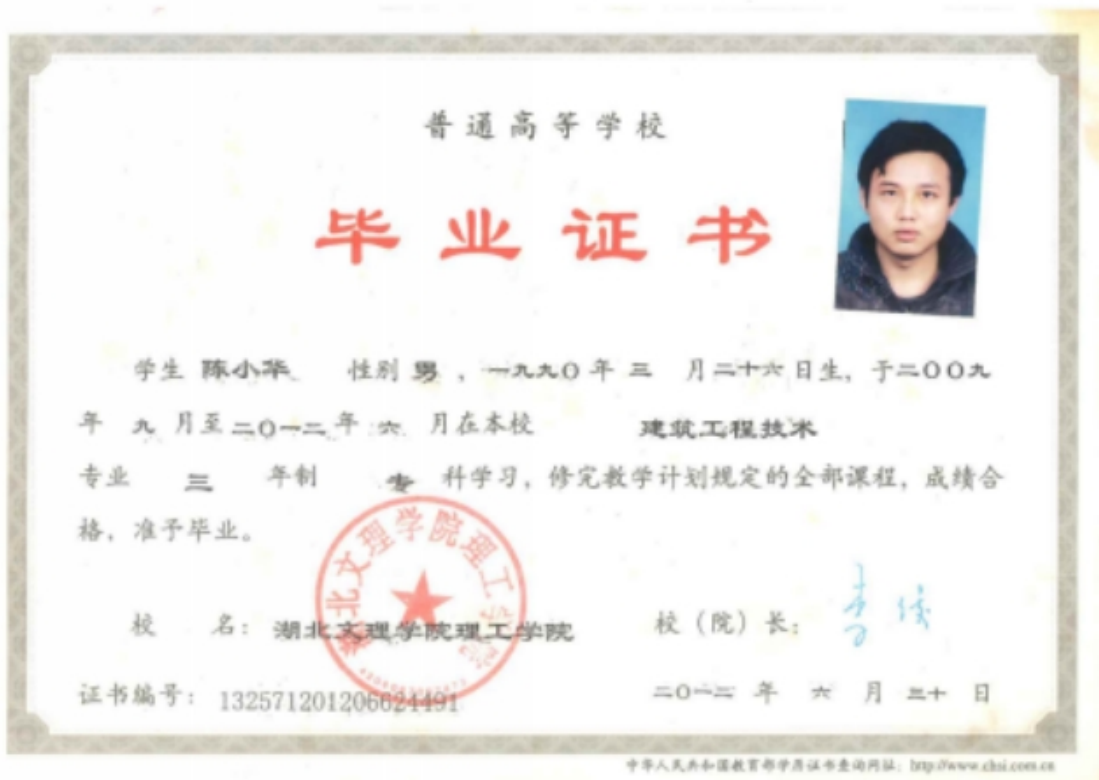 普通高等学校
毕业证书
学生 陈小华 性别 男 ，一九九〇年 三 月二十六日生，于二〇〇九
年 九 月至二〇一二年 六 月在本校 建筑工程技术
专业 三 年制 专 科学习，修完教学计划规定的全部课程，成绩合
格，准予毕业。
湖北文理学院理工学院
校 名：湖北文理学院理工学院 校（院）长：
证书编号：132571201206624491 二〇一二 年 六 月 三十 日
中华人民共和国教育部学历证书查询网址：http://www.chsi.com.cn